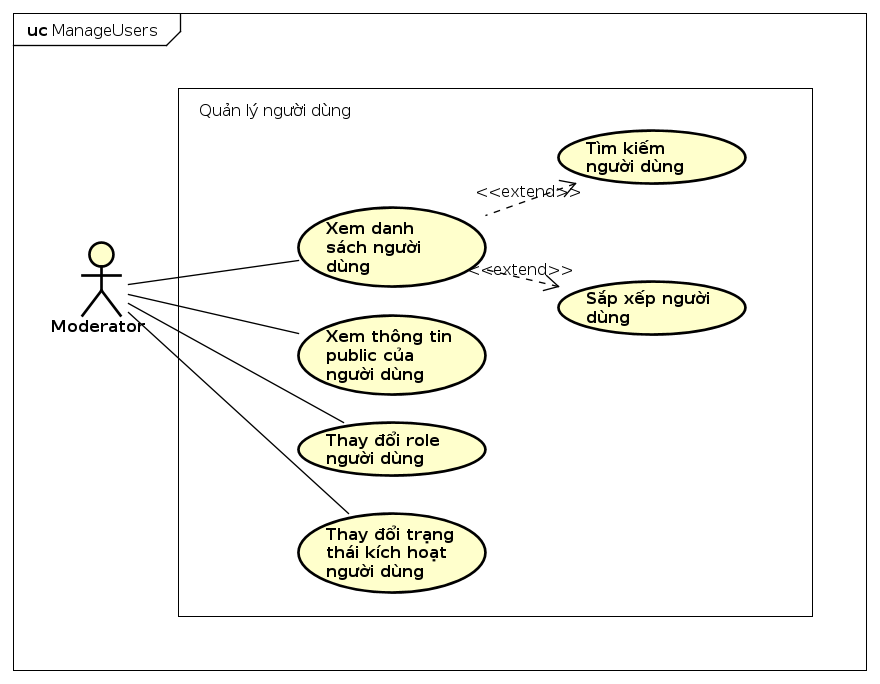 uc ManageUsers
Quản lý người dùng
Tìm kiếm
người dùng
<<extend>>
Xem danh
sách người
dùng
<<extend>>
Sắp xếp người
dùng
Moderator
Xem thông tin
public của
người dùng
Thay đổi role
người dùng
Thay đổi trạng
thái kích hoạt
người dùng